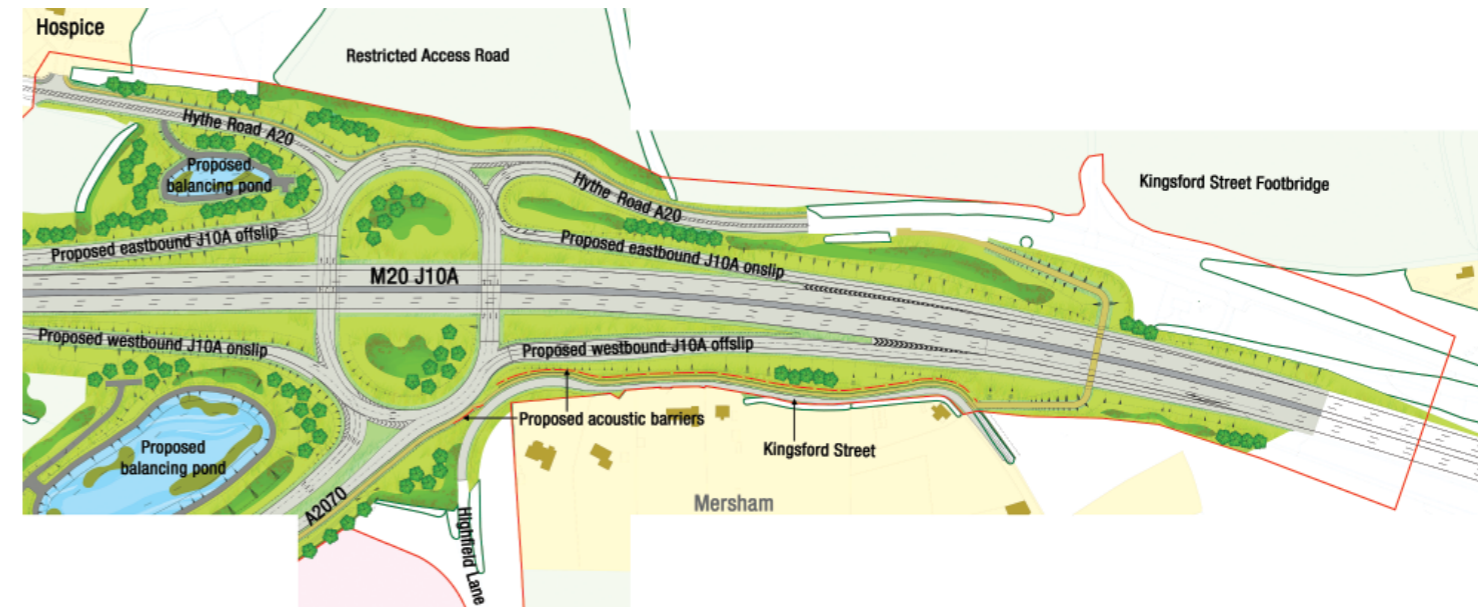 Hospice
Restricted Access Road
Hythe Road A20
Proposed
balancing pond
Hythe Road A20
Kingsford Street Footbridge
Proposed eastbound J10A offslip
Proposed eastbound J10A onslip
M20 J10A
Proposed westbound J10A onslip
Proposed westbound J10A offslip
Proposed acoustic barriers
Kingsford Street
Proposed
balancing pond
A2070
Mersham
Highfield Lane